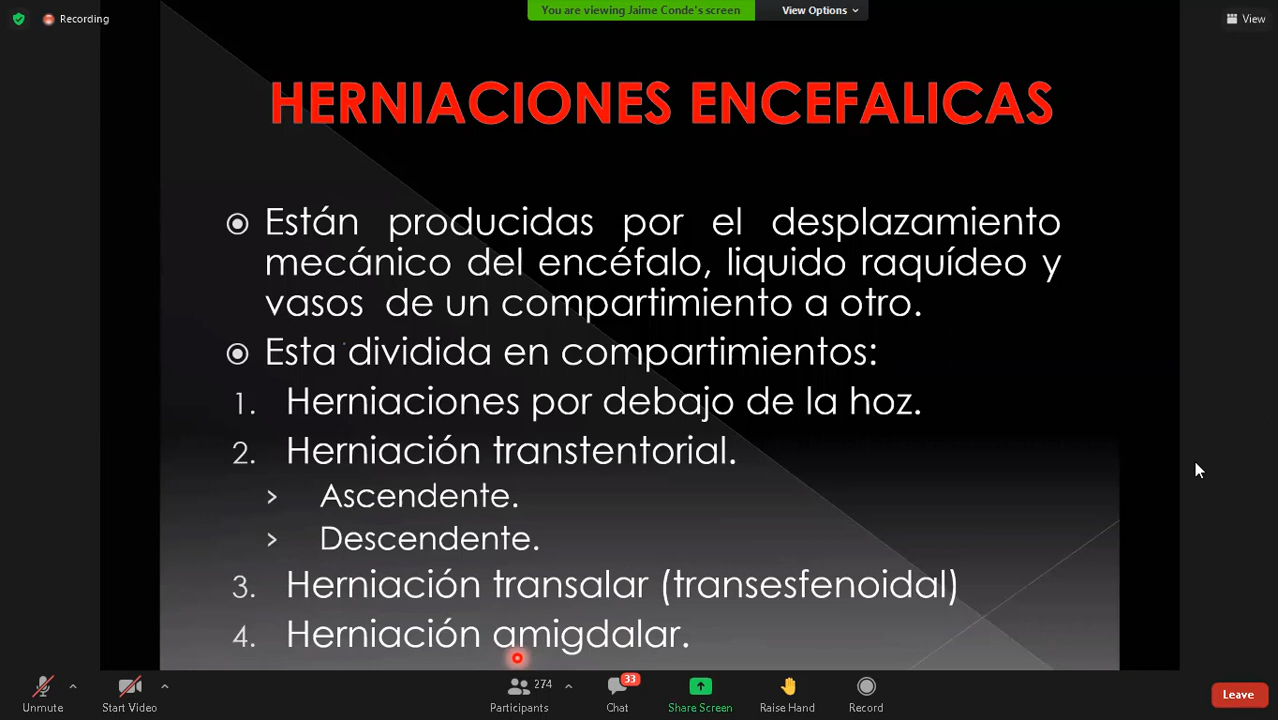 Recording
You are viewing Jaime Conde's screen
View Options
View
HERNIACIONES ENCEFALICAS
Están producidas por el desplazamiento
mecánico del encéfalo, liquido raquídeo y
vasos de un compartimiento a otro.
Esta dividida en compartimientos:
1. Herniaciones por debajo de la hoz.
2. Herniación transtentorial.
> Ascendente.
> Descendente.
3. Herniación transalar (transesfenoidal)
4. Herniación amigdalar.
Unmute
Start Video
274
Participants
33
Chat
Share Screen
Raise Hand
Record
Leave